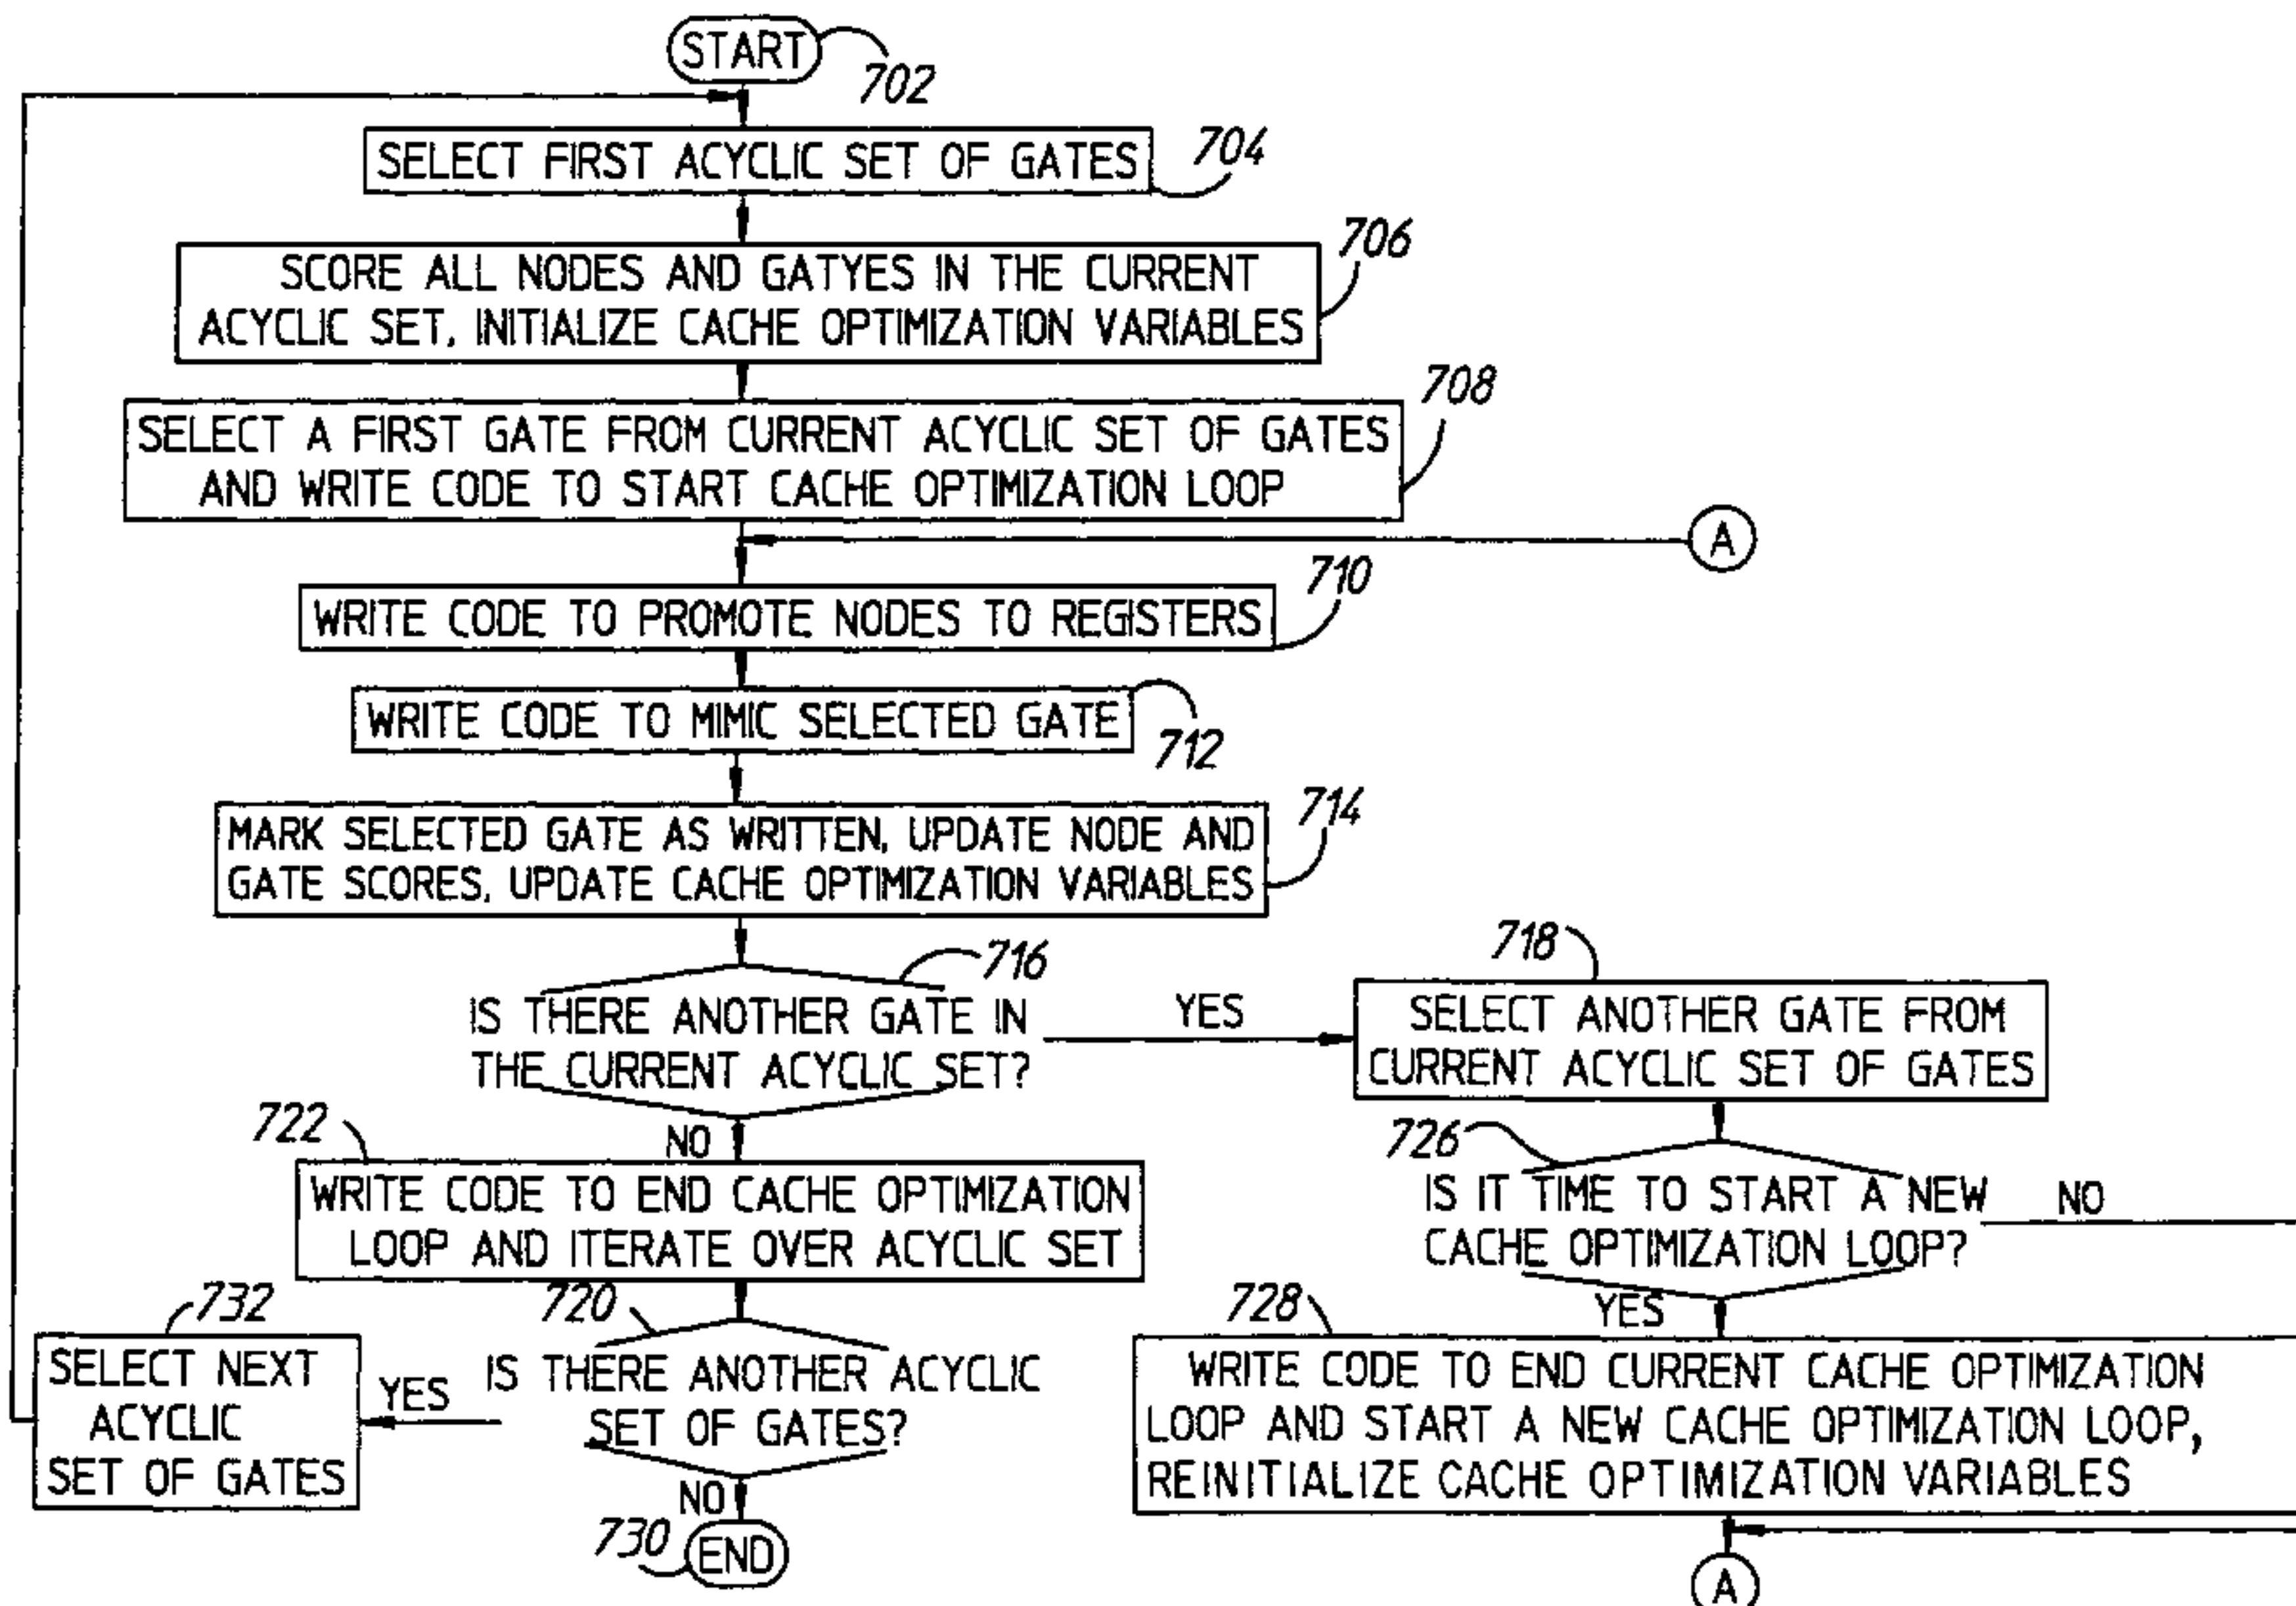 START
702
SELECT FIRST ACYCLIC SET OF GATES
704
SCORE ALL NODES AND GATYES IN THE CURRENT
ACYCLIC SET, INITIALIZE CACHE OPTIMIZATION VARIABLES
706
SELECT A FIRST GATE FROM CURRENT ACYCLIC SET OF GATES
AND WRITE CODE TO START CACHE OPTIMIZATION LOOP
708
A
WRITE CODE TO PROMOTE NODES TO REGISTERS
710
WRITE CODE TO MIMIC SELECTED GATE
712
MARK SELECTED GATE AS WRITTEN, UPDATE NODE AND
GATE SCORES, UPDATE CACHE OPTIMIZATION VARIABLES
714
IS THERE ANOTHER GATE IN
THE CURRENT ACYCLIC SET?
716
YES
NO
718
SELECT ANOTHER GATE FROM
CURRENT ACYCLIC SET OF GATES
722
WRITE CODE TO END CACHE OPTIMIZATION
LOOP AND ITERATE OVER ACYCLIC SET
726
IS IT TIME TO START A NEW
CACHE OPTIMIZATION LOOP?
NO
YES
732
SELECT NEXT
ACYCLIC
SET OF GATES
YES
720
IS THERE ANOTHER ACYCLIC
SET OF GATES?
NO
728
WRITE CODE TO END CURRENT CACHE OPTIMIZATION
LOOP AND START A NEW CACHE OPTIMIZATION LOOP,
REINITIALIZE CACHE OPTIMIZATION VARIABLES
730
END
A